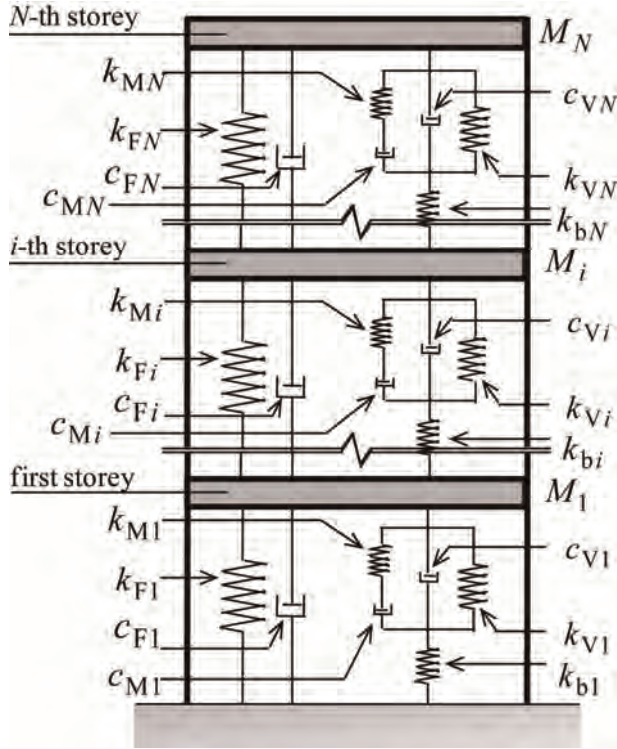 N-th storey
M_N
k_MN
c_VN
k_FN
c_FN
c_MN
k_VN
k_bN
i-th storey
M_i
k_Mi
c_Vi
k_Fi
c_Fi
c_Mi
k_Vi
k_bi
first storey
M_1
k_M1
c_V1
k_F1
c_F1
k_V1
c_M1
k_b1